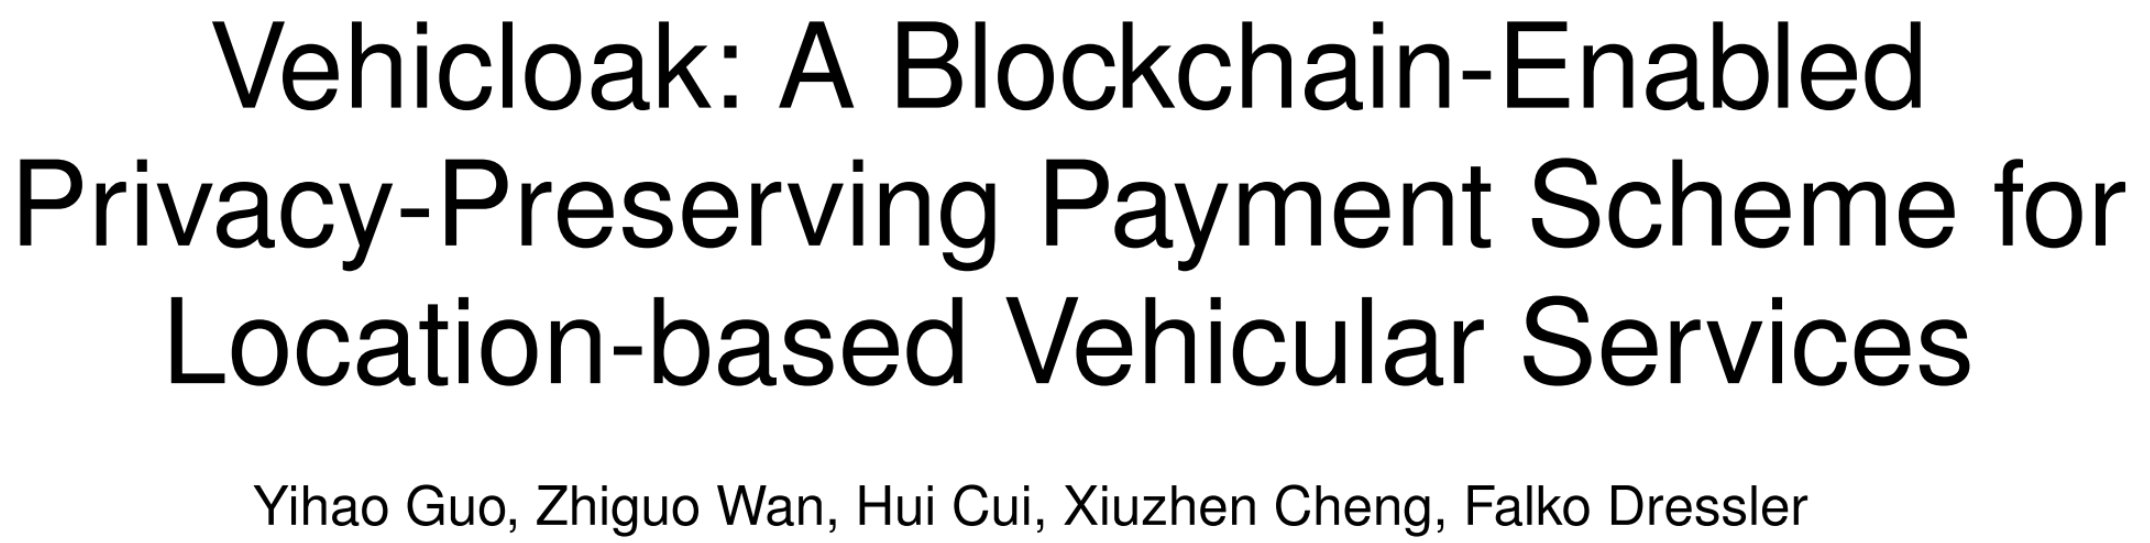 Vehicloak: A Blockchain-Enabled
Privacy-Preserving Payment Scheme for
Location-based Vehicular Services
Yihao Guo, Zhiguo Wan, Hui Cui, Xiuzhen Cheng, Falko Dressler